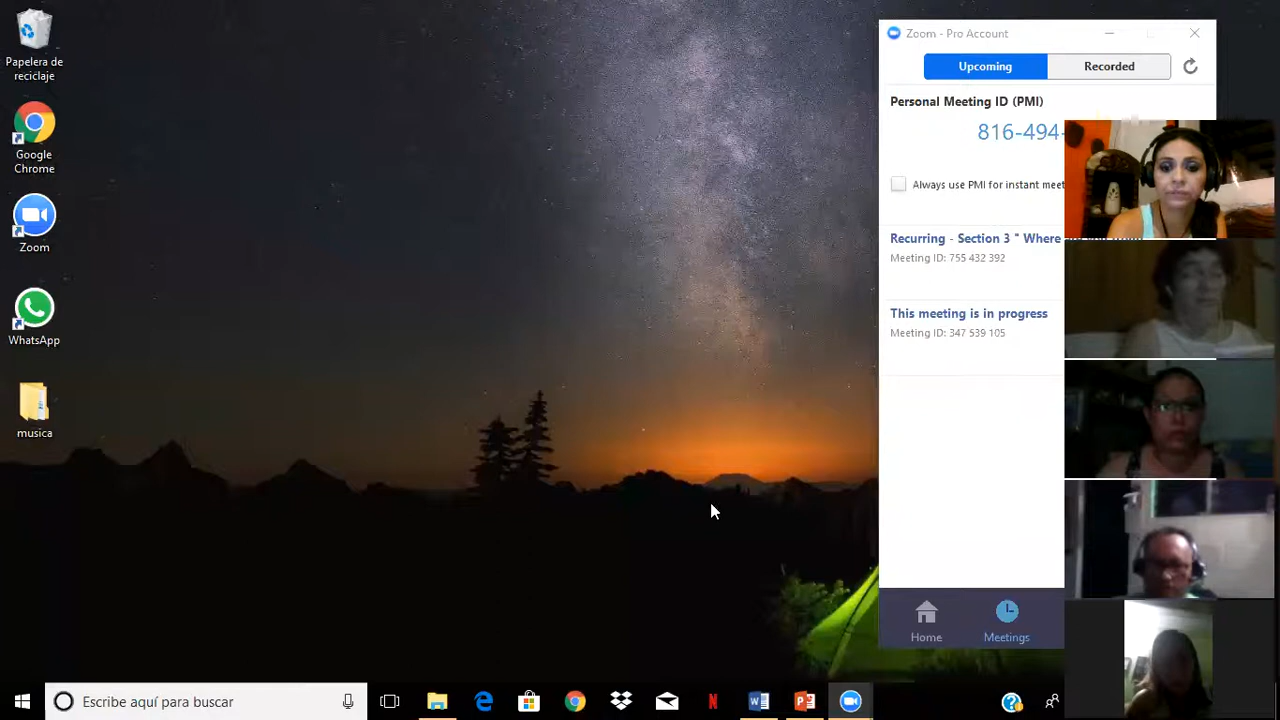 Papelera de
reciclaje
Google
Chrome
Zoom
WhatsApp
musica
Zoom - Pro Account
Upcoming
Recorded
Personal Meeting ID (PMI)
816-494-
Always use PMI for instant meet
Recurring - Section 3 " Where
Meeting ID: 755 432 392
This meeting is in progress
Meeting ID: 347 539 105
Home
Meetings
Escribe aquí para buscar